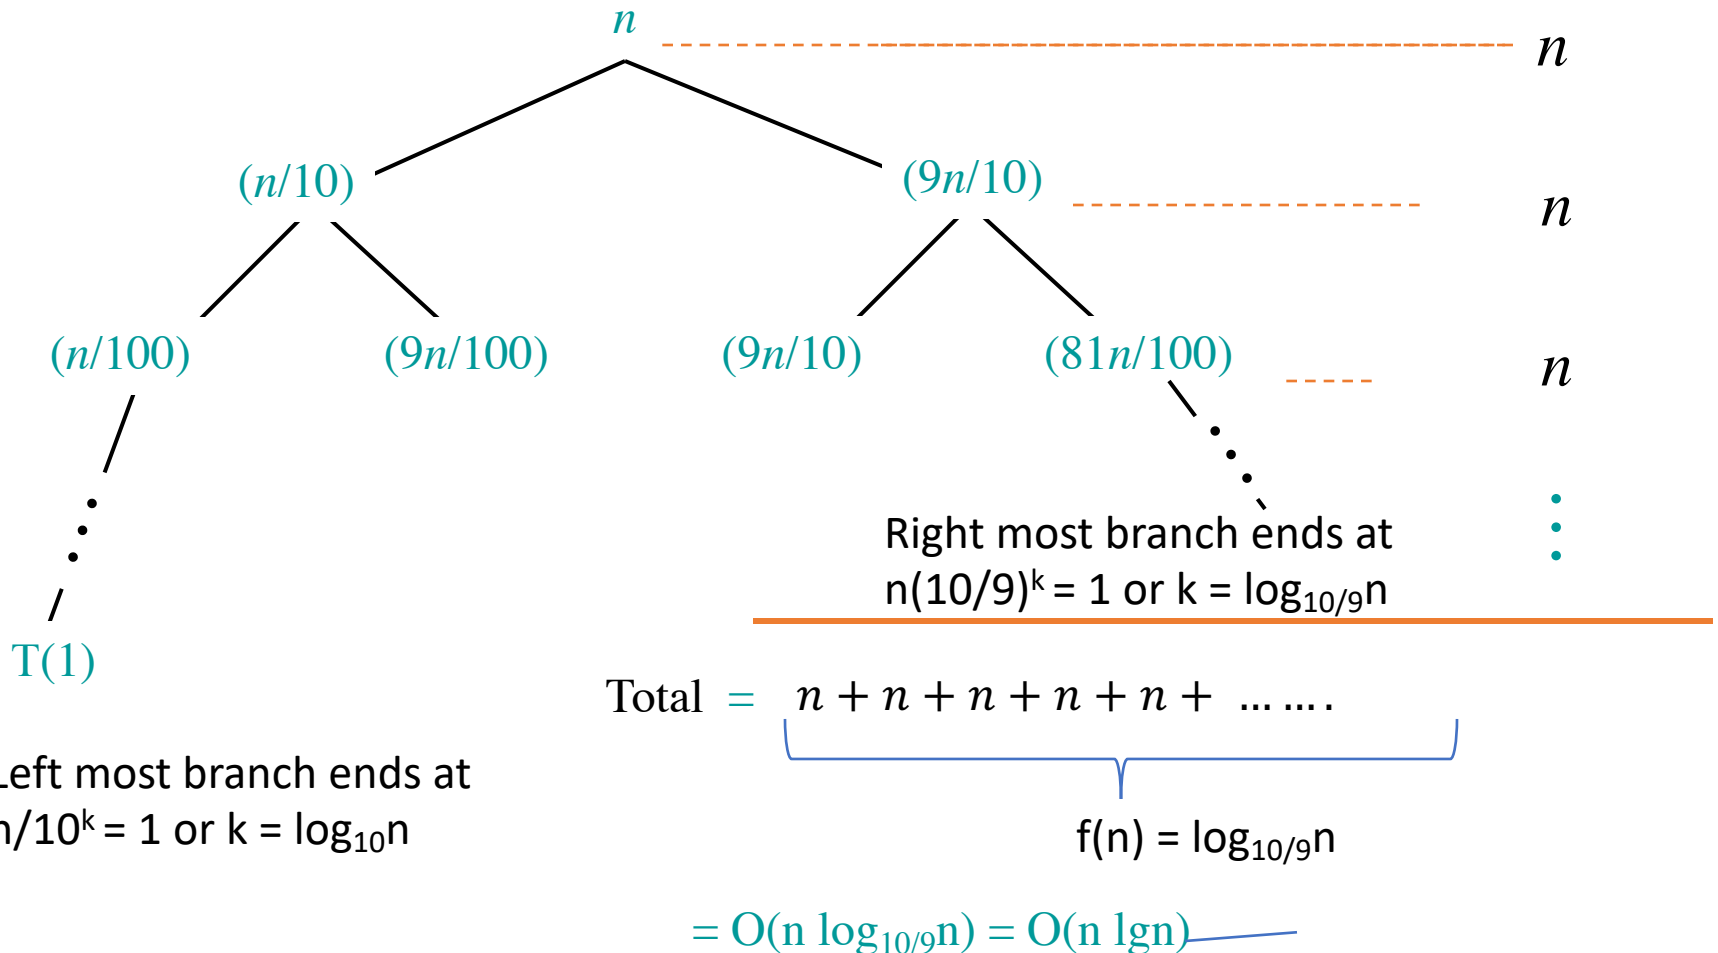 n n
(n/10) (9n/10) n
(n/100) (9n/100) (9n/10) (81n/100) n
Right most branch ends at
n(10/9)ᵏ = 1 or k = log₁₀/₉n
T(1)
Total = n + n + n + n + n + … … .
Left most branch ends at
n/10ᵏ = 1 or k = log₁₀n
f(n) = log₁₀/₉n
= O(n log₁₀/₉n) = O(n lgn)